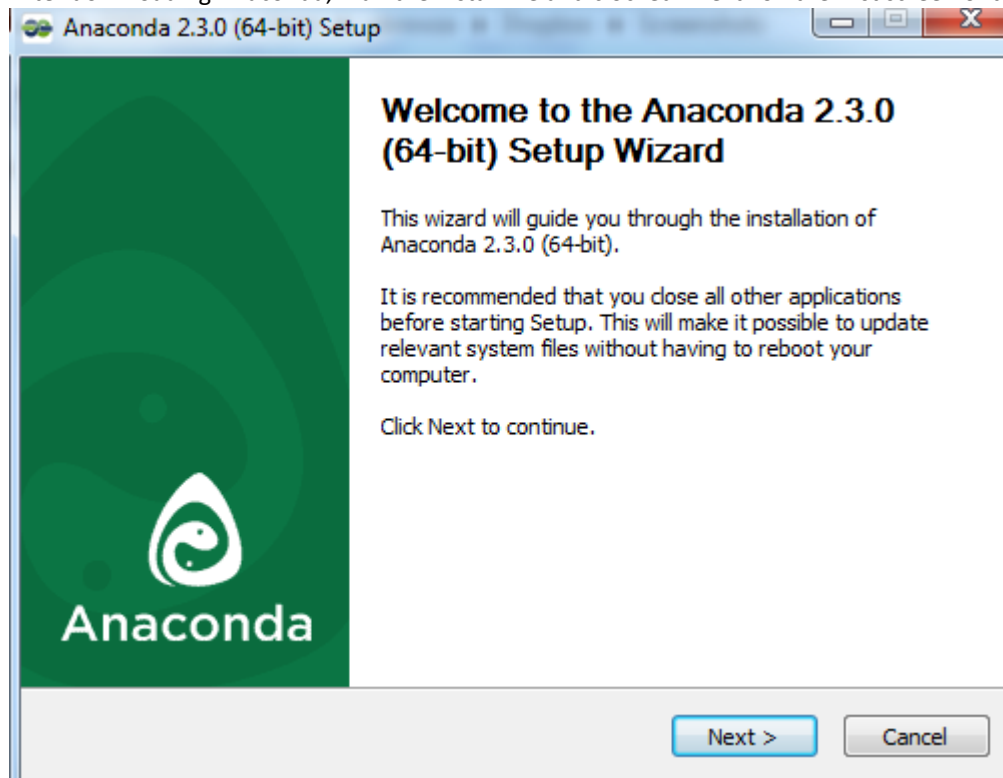 Anaconda 2.3.0 (64-bit) Setup
Welcome to the Anaconda 2.3.0
(64-bit) Setup Wizard
This wizard will guide you through the installation of
Anaconda 2.3.0 (64-bit).
It is recommended that you close all other applications
before starting Setup. This will make it possible to update
relevant system files without having to reboot your
computer.
Click Next to continue.
Anaconda
Next >
Cancel